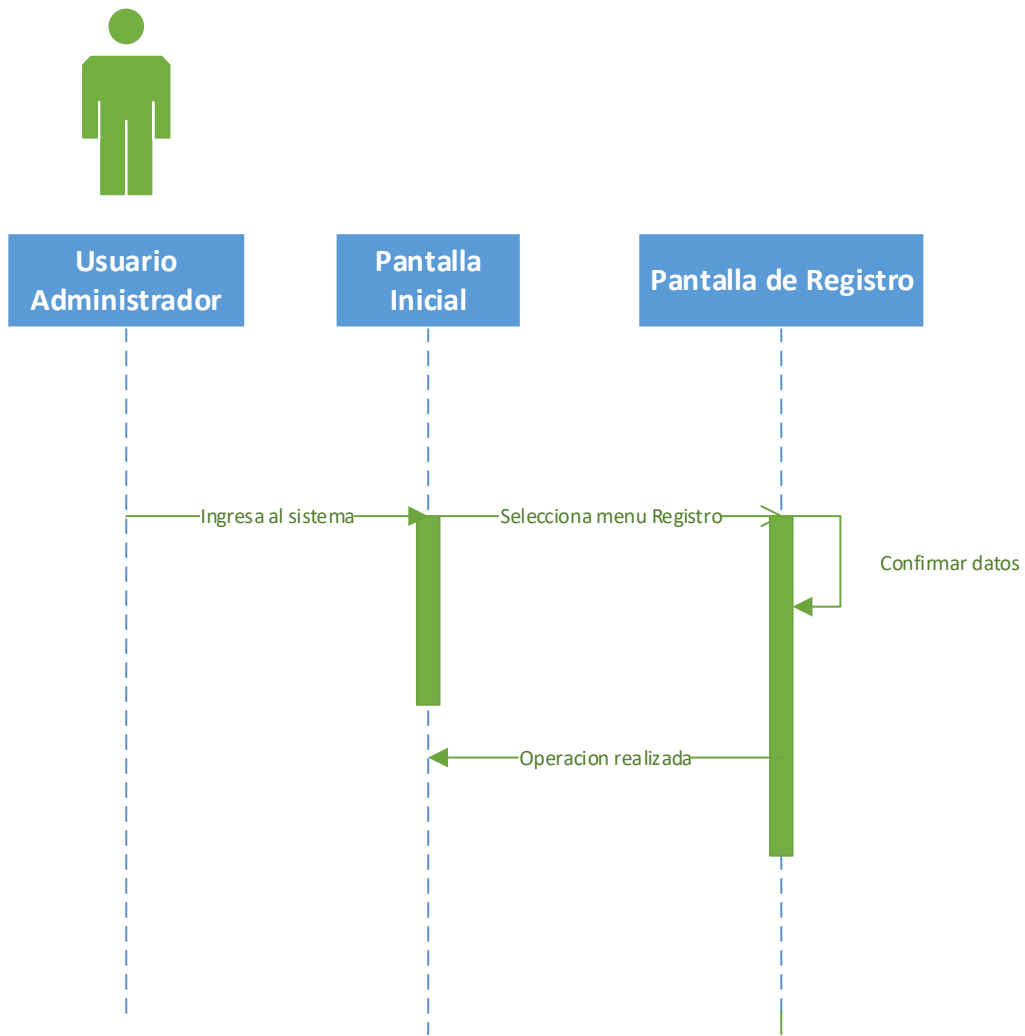 Usuario
Administrador
Pantalla
Inicial
Pantalla de Registro
Ingresa al sistema
Selecciona menu Registro
Confirmar datos
Operacion realizada